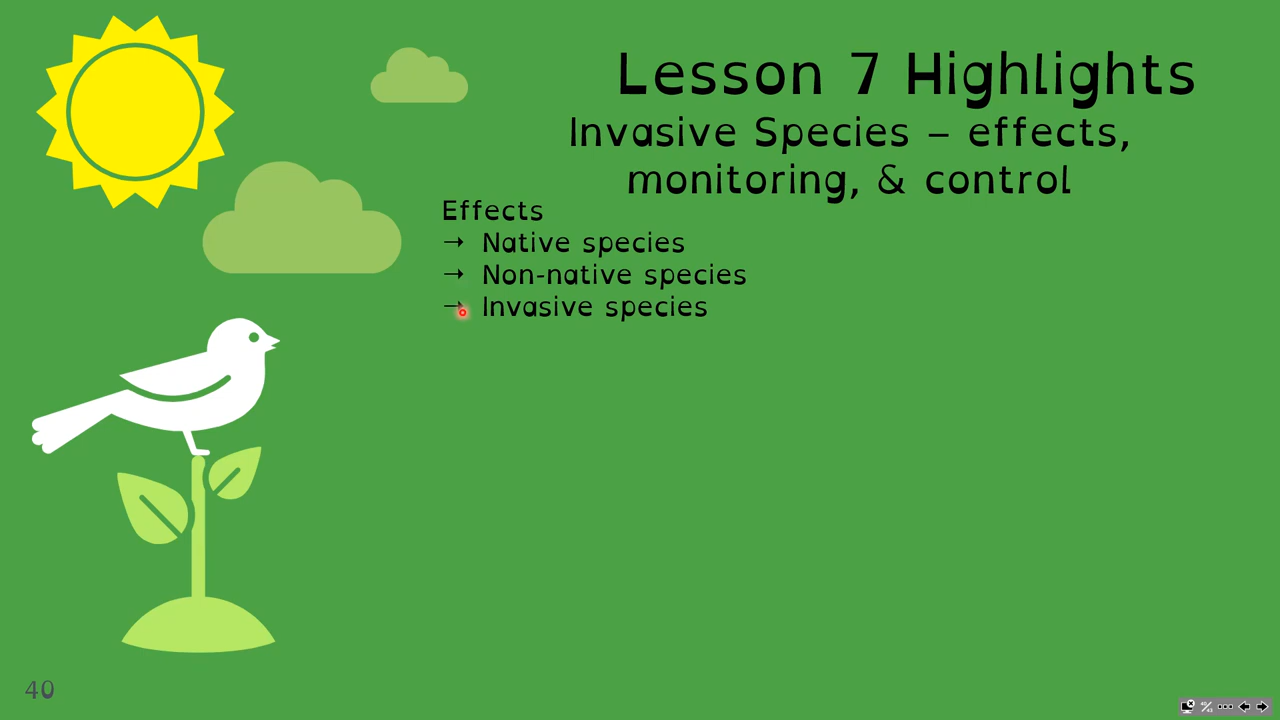 Lesson 7 Highlights
Invasive Species – effects,
monitoring, & control
Effects
→ Native species
→ Non-native species
→ Invasive species
40